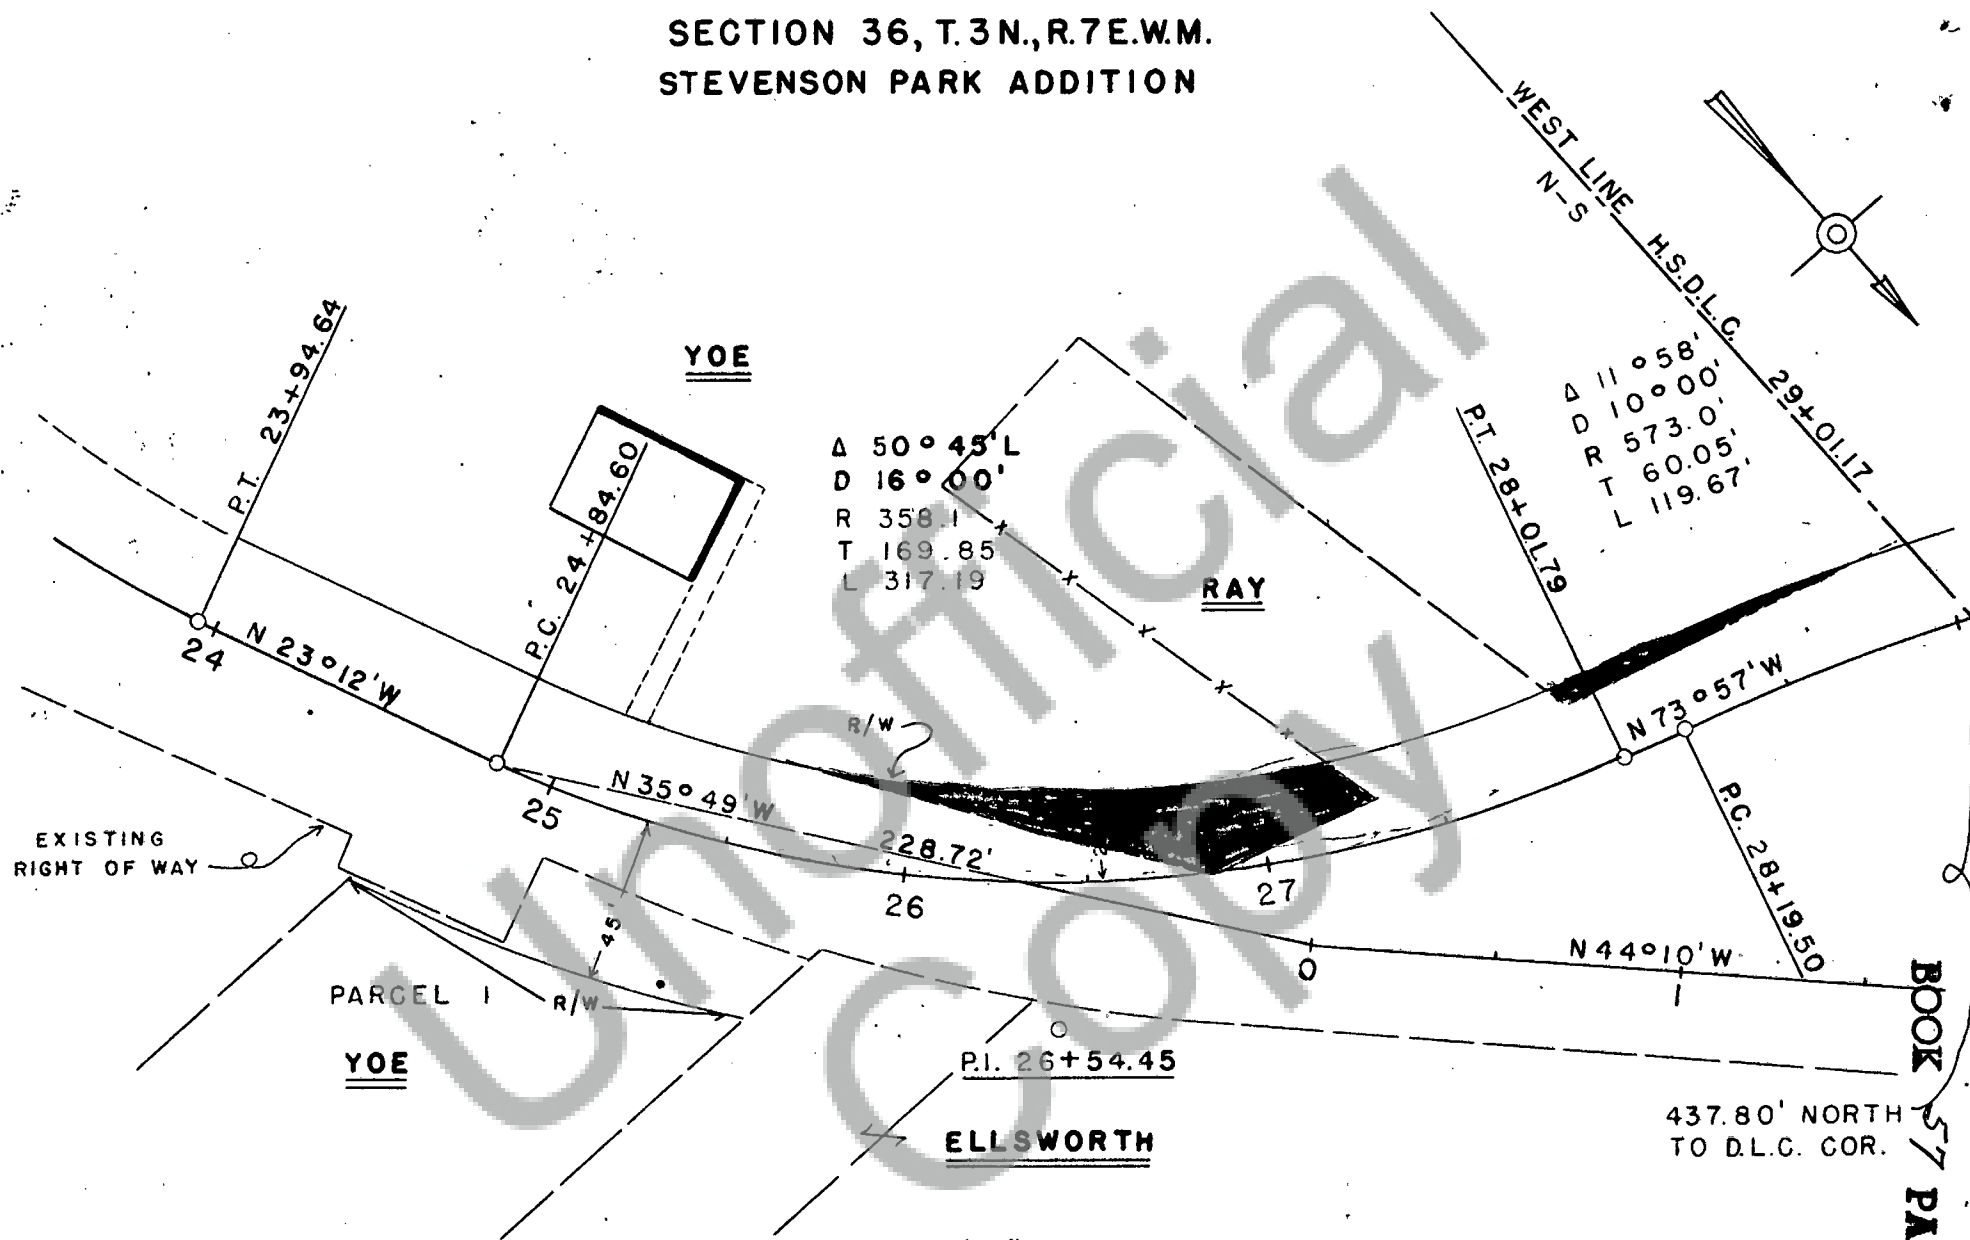 SECTION 36, T.3N.,R.7E.W.M.
STEVENSON PARK ADDITION
WEST LINE H.S.D.L.C.
N-S
29+01.17
P.T. 23+94.64
YOE
P.C. 24+84.60
Δ 50°45'L
D 16°00'
R 358.1
T 169.85
L 317.19
Δ 11°58'
D 10°00'
R 573.0'
T 60.05'
L 119.67'
P.T. 28+01.79
RAY
24
N 23°12'W
N 73°57'W
R/W
25
N 35°49'W
228.72'
26
27
P.C. 28+19.50
EXISTING
RIGHT OF WAY
45'
N 44°10'W
0
1
PARCEL 1
R/W
YOE
P.I. 26+54.45
ELLSWORTH
437.80' NORTH
TO D.L.C. COR.
BOOK 57 PA
Unofficial
Copy